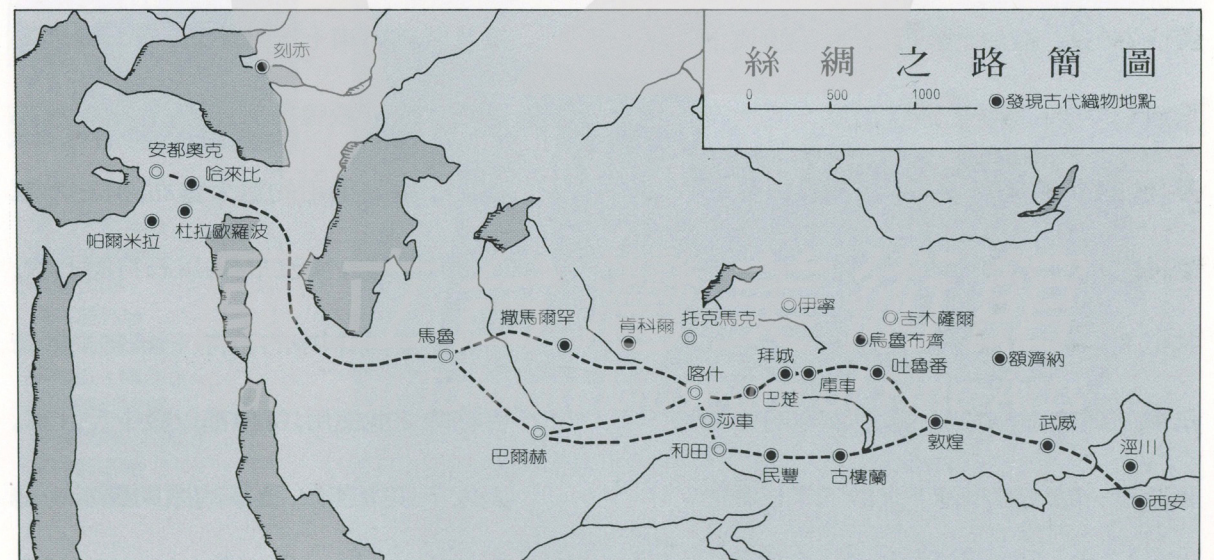 刻赤
絲綢之路簡圖
0 500 1000
發現古代織物地點
安都奧克
哈來比
帕爾米拉
杜拉歐羅波
馬魯
撒馬爾罕
肯科爾
托克馬克
伊寧
吉木薩爾
烏魯布齊
額濟納
拜城
吐魯番
喀什
庫車
巴楚
莎車
武威
敦煌
涇川
巴爾赫
和田
民豐
古樓蘭
西安